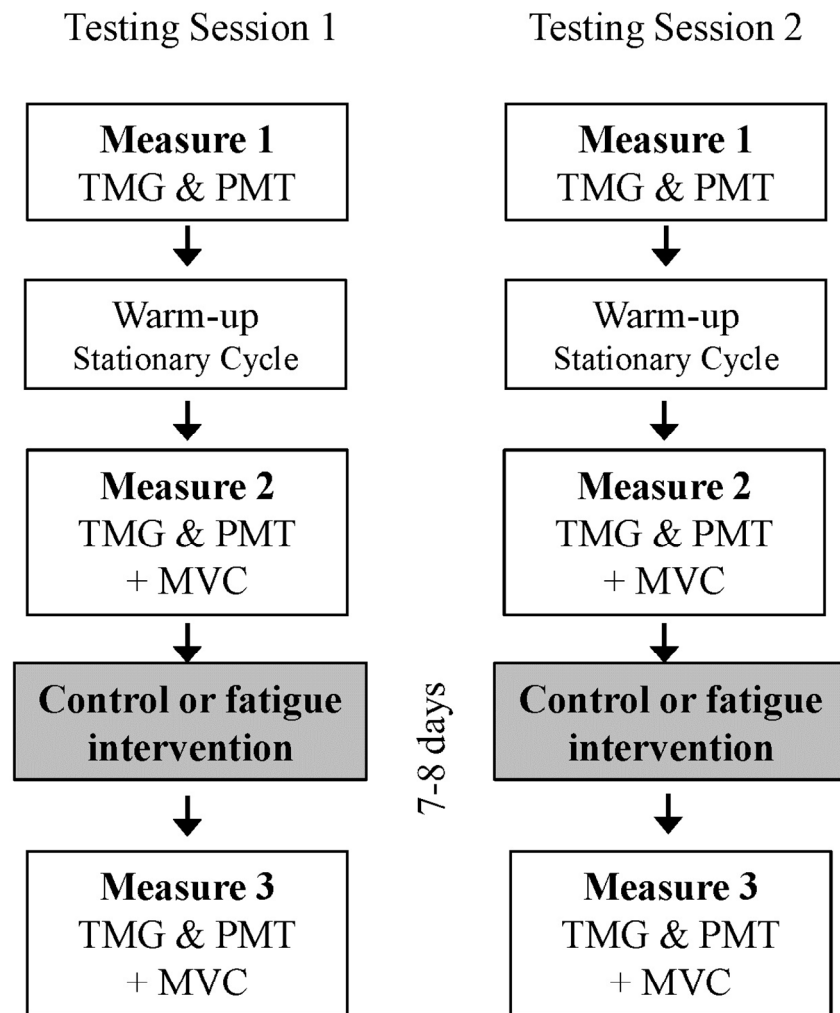 Testing Session 1
Measure 1
TMG & PMT
Warm-up
Stationary Cycle
Measure 2
TMG & PMT
+ MVC
Control or fatigue
intervention
Measure 3
TMG & PMT
+ MVC
7-8 days
Testing Session 2
Measure 1
TMG & PMT
Warm-up
Stationary Cycle
Measure 2
TMG & PMT
+ MVC
Control or fatigue
intervention
Measure 3
TMG & PMT
+ MVC